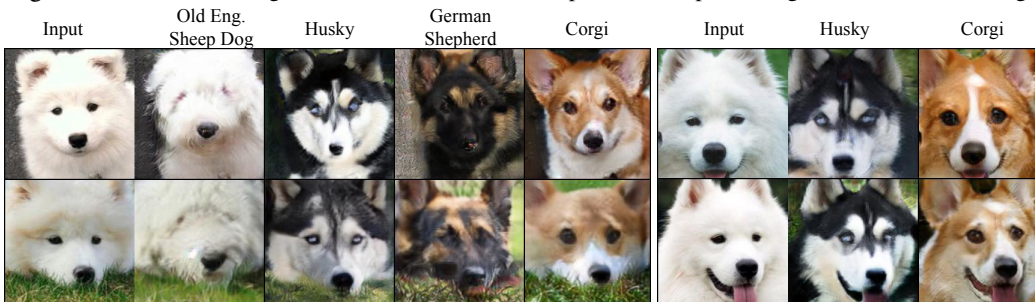 Input
Old Eng.
Sheep Dog
Husky
German
Shepherd
Corgi
Input
Husky
Corgi